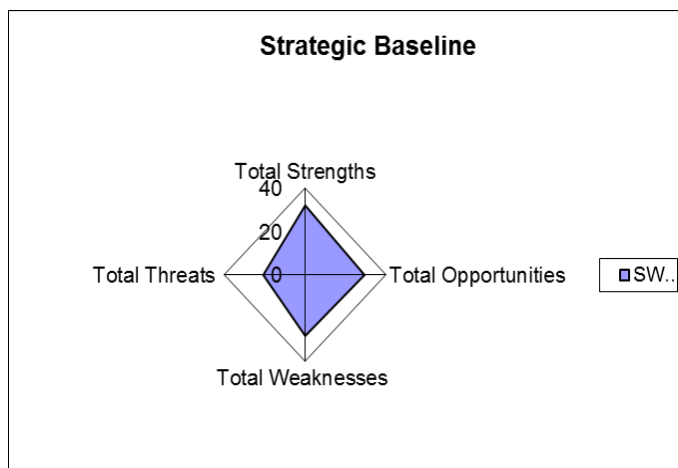 Strategic Baseline
Total Strengths
40
20
Total Threats
0
Total Opportunities
SW..
Total Weaknesses